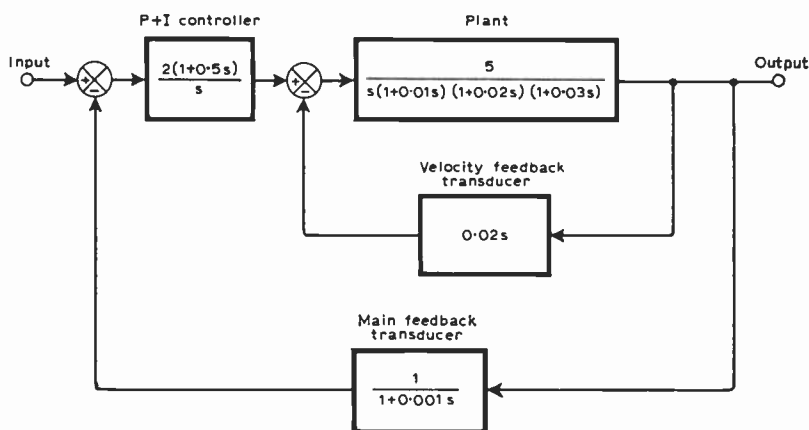 P+I controller
Plant
Input
Output
2(1+0·5s)
s
5
s(1+0·01s) (1+0·02s) (1+0·03s)
+
−
+
−
Velocity feedback
transducer
0·02s
Main feedback
transducer
1
1+0·001s